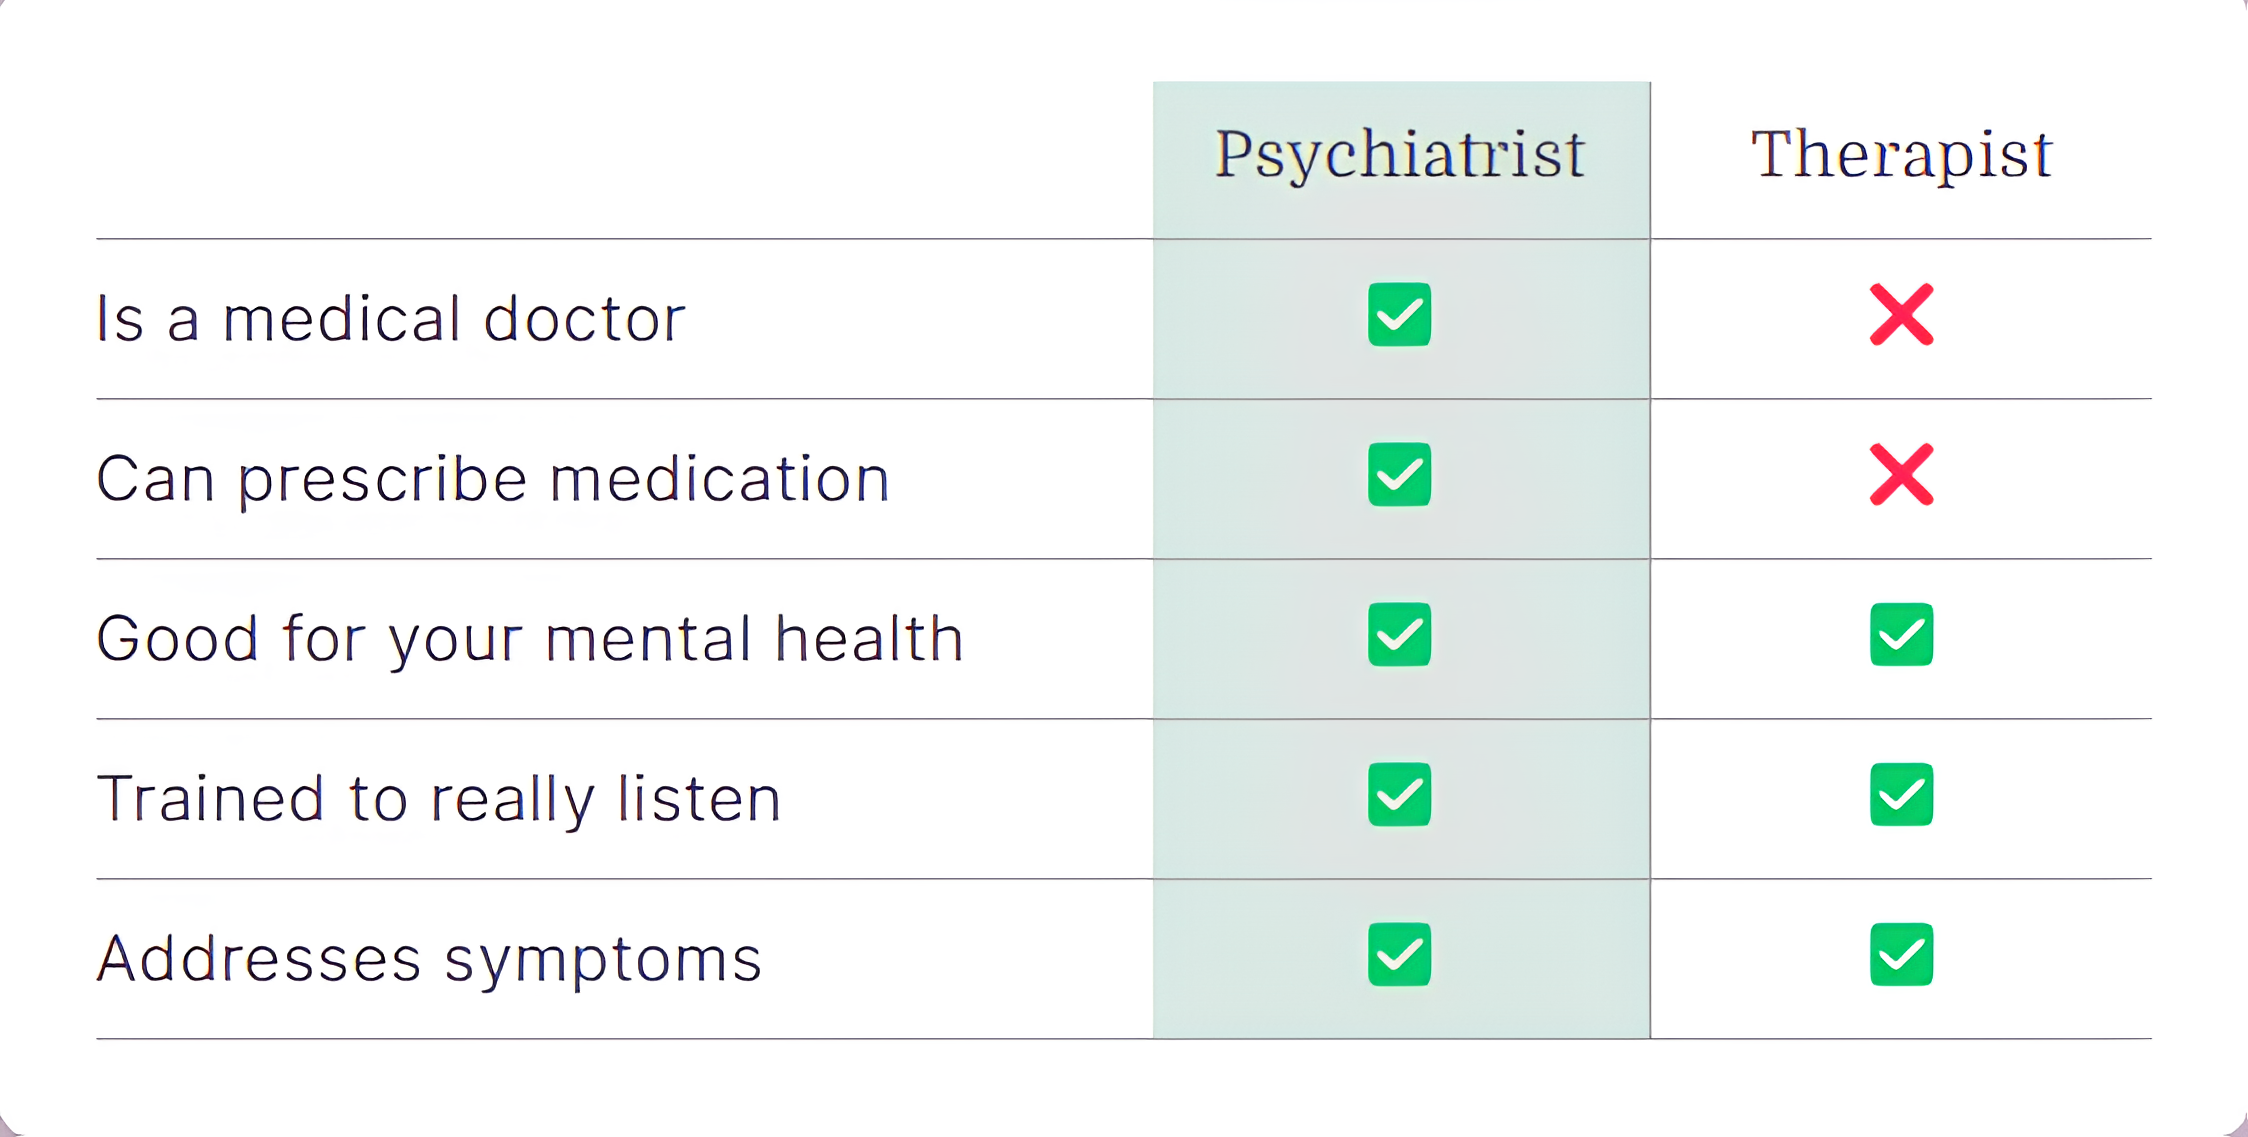 Psychiatrist Therapist
Is a medical doctor ✅ ❌
Can prescribe medication ✅ ❌
Good for your mental health ✅ ✅
Trained to really listen ✅ ✅
Addresses symptoms ✅ ✅